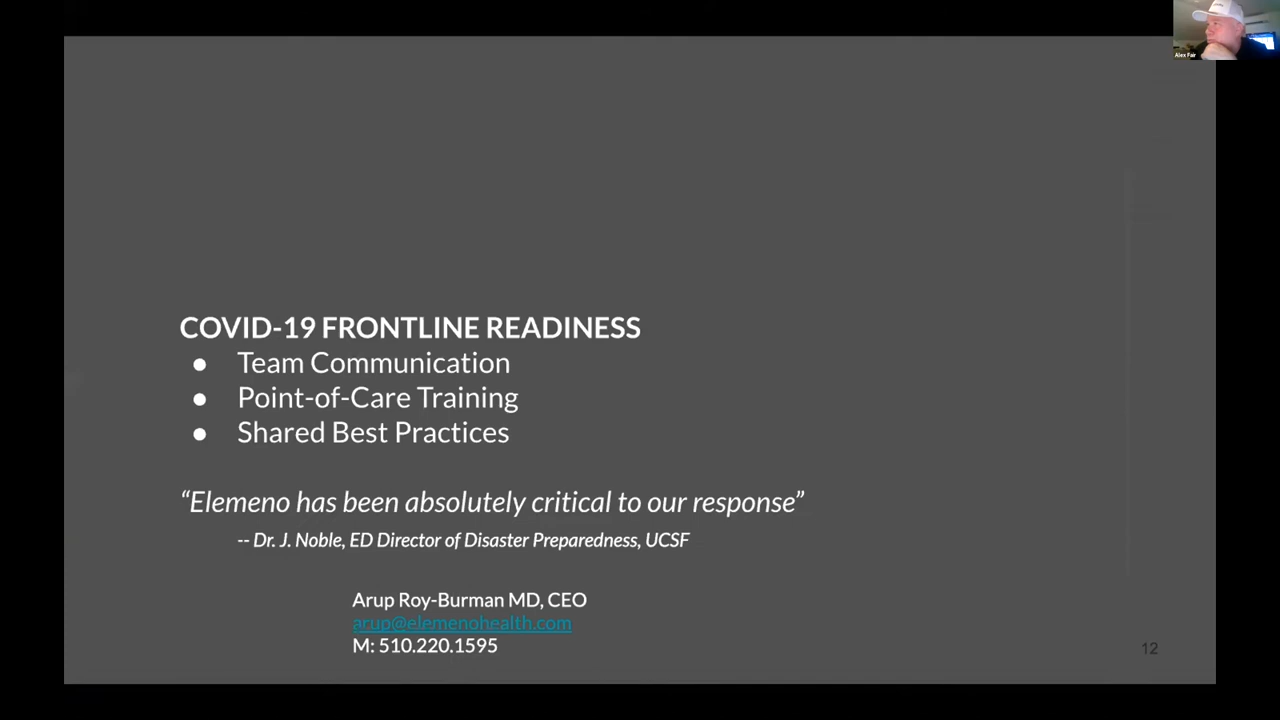 Alex Fair
COVID-19 FRONTLINE READINESS
● Team Communication
● Point-of-Care Training
● Shared Best Practices
“Elemeno has been absolutely critical to our response”
-- Dr. J. Noble, ED Director of Disaster Preparedness, UCSF
Arup Roy-Burman MD, CEO
arup@elemenohealth.com
M: 510.220.1595
12